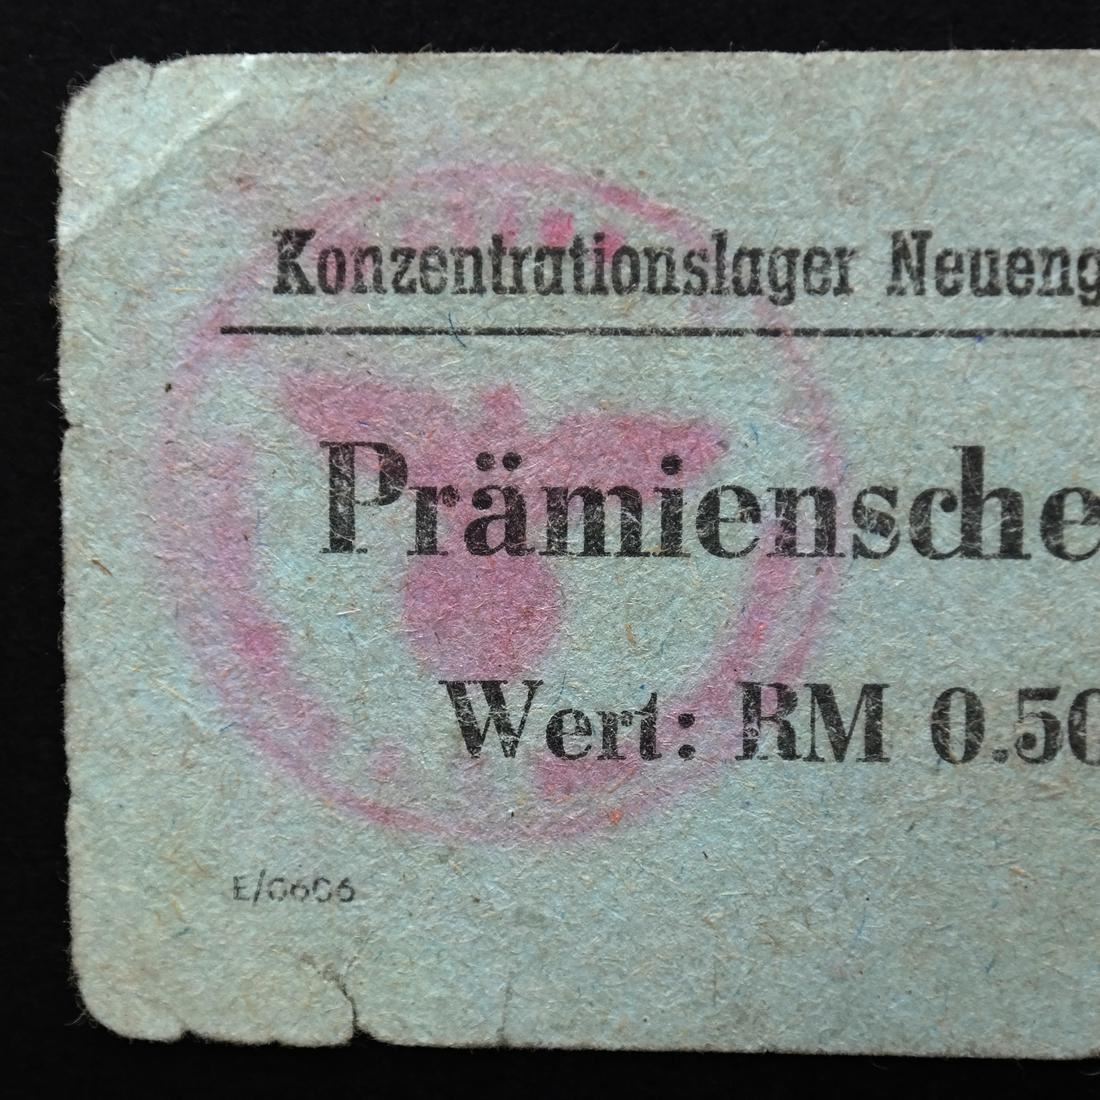 Konzentrationslager Neueng
Prämiensche
Wert: RM 0.50
E/0606